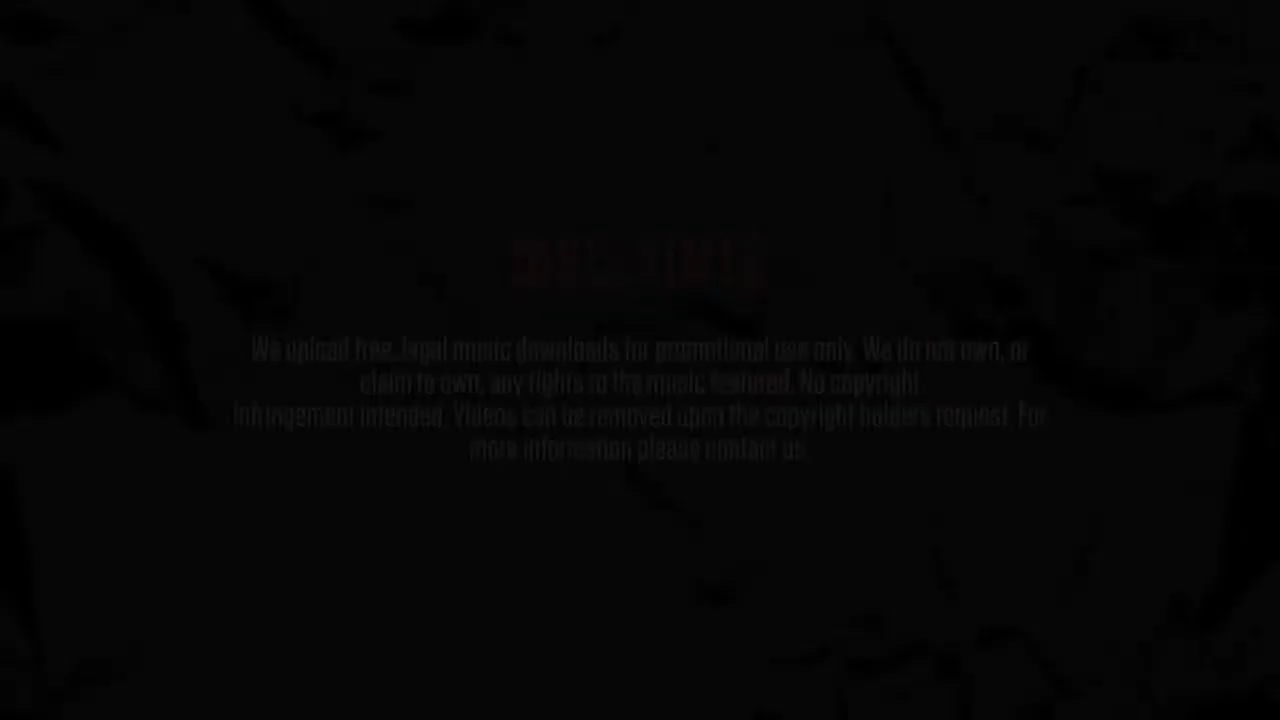 We upload free, legal music downloads for promotional use only. We do not own, or
claim to own, any rights to the music featured. No copyright
infringement intended. Videos can be removed upon the copyright holders request. For
more information please contact us.